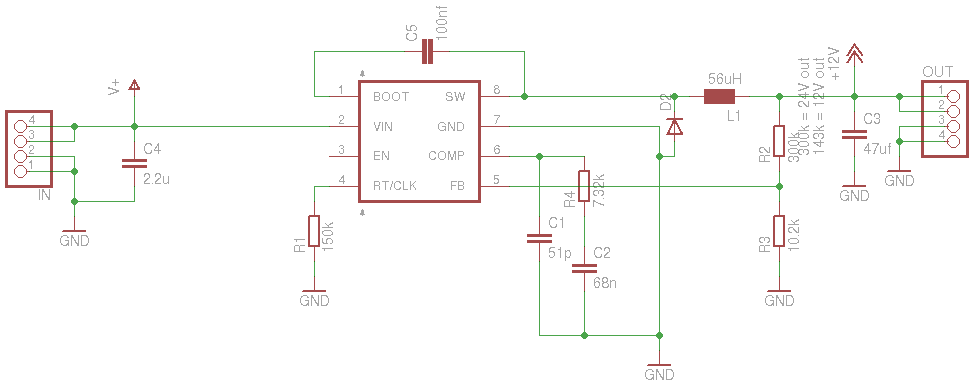 C5
100nf
V+
56uH
D2
L1
300k = 24V out
143k = 12V out
+12V
OUT
1
2
3
4
1
BOOT
SW
8
2
VIN
GND
7
3
EN
COMP
6
4
RT/CLK
FB
5
4
3
2
1
IN
C4
2.2u
R2
300k
C3
47uf
GND
GND
GND
R1
150k
GND
R4
7.32k
C1
51p
C2
68n
R3
10.2k
GND
GND